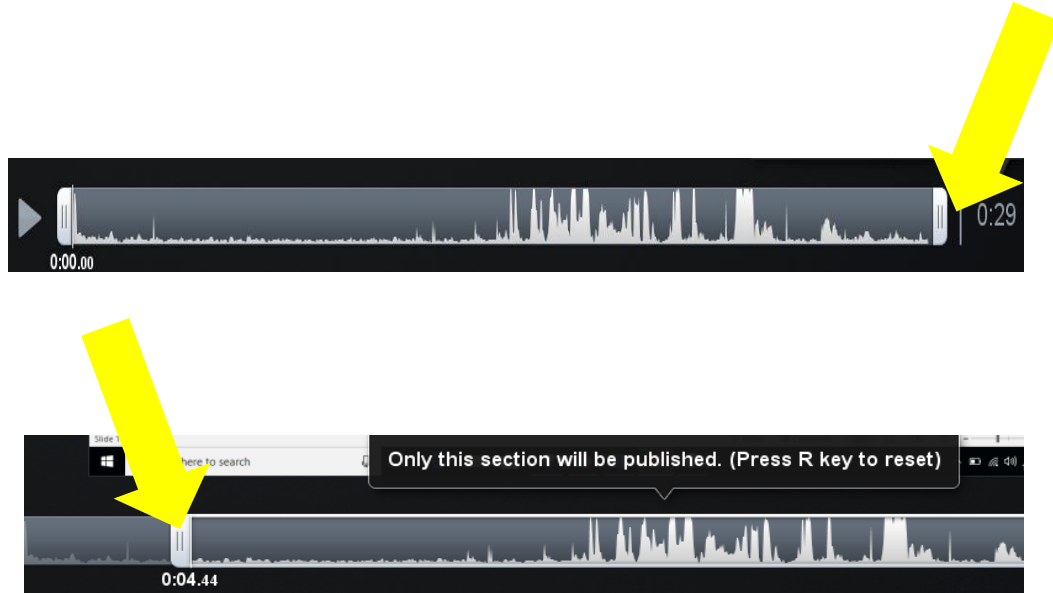 0:29
0:00.00
Slide
here to search
Only this section will be published. (Press R key to reset)
0:04.44